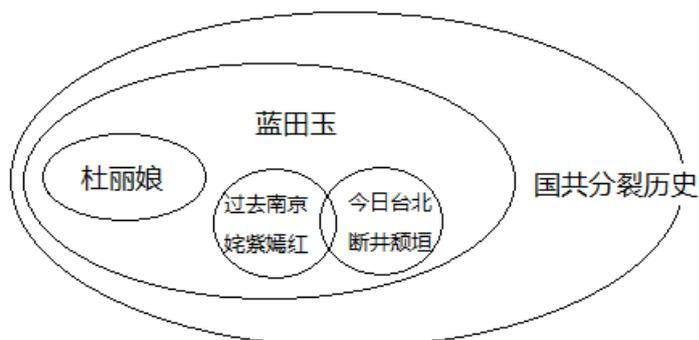 蓝田玉
杜丽娘
过去南京
姹紫嫣红
今日台北
断井颓垣
国共分裂历史